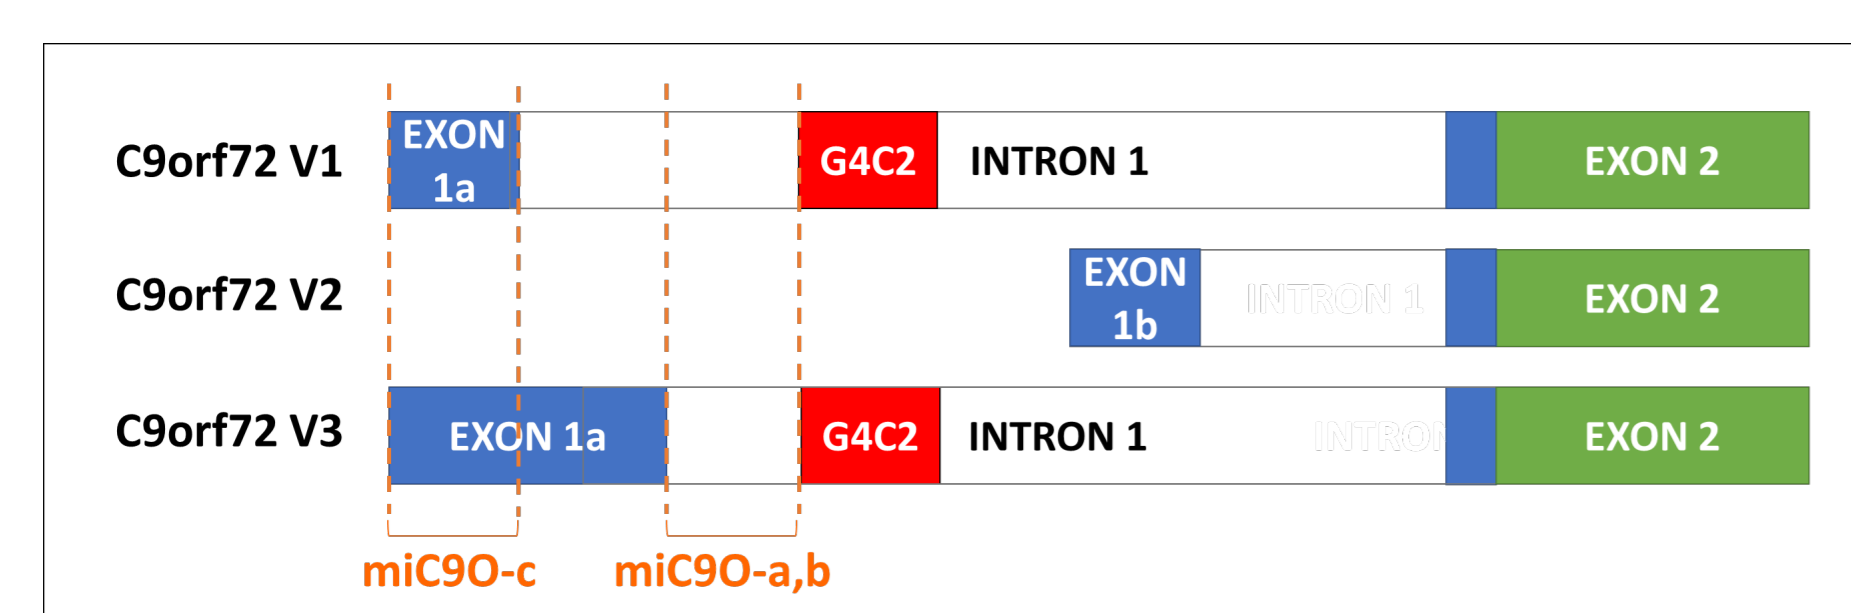 C9orf72 V1
EXON
1a
G4C2
INTRON 1
EXON 2
C9orf72 V2
EXON
1b
INTRON 1
EXON 2
C9orf72 V3
EXON 1a
G4C2
INTRON 1
INTRON
EXON 2
miC9O-c
miC9O-a,b